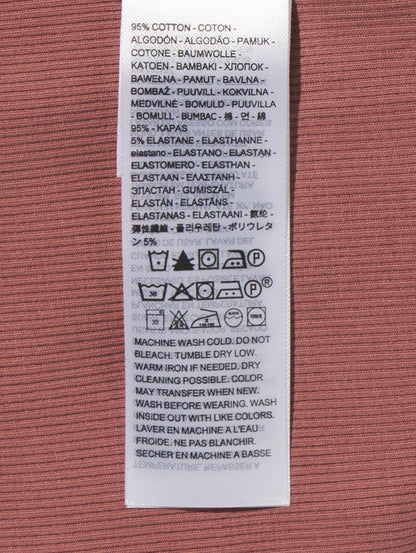 95% COTTON - COTON -
ALGODÓN - ALGODÃO - PAMUK -
COTONE - BAUMWOLLE -
KATOEN - BAMBAKI - ХЛОПОК -
BAWEŁNA - PAMUT - BAVLNA -
BOMBAŽ - PUUVILL - KOKVILNA -
MEDVILNĖ - BOMULD - PUUVILLA
- BOMULL - BUMBAC - 棉 - 면 - 綿
95% - KAPAS
5% ELASTANE - ELASTHANNE -
elastano - ELASTANO - ELASTAN -
ELASTOMERO - ELASTHAN -
ELASTAAN - ΕΛΑΣΤΑΝΗ -
ЭЛАСТАН - GUMISZÁL -
ELASTÁN - ELASTĀNS -
ELASTANAS - ELASTAANI - 氨纶 -
弾性繊維 - 폴리우레탄 - ポリウレタ
ン 5%
P
30 P®
30
MACHINE WASH COLD. DO NOT
BLEACH. TUMBLE DRY LOW.
WARM IRON IF NEEDED. DRY
CLEANING POSSIBLE. COLOR
MAY TRANSFER WHEN NEW.
WASH BEFORE WEARING. WASH
INSIDE OUT WITH LIKE COLORS.
LAVER EN MACHINE A L'EAU
FROIDE. NE PAS BLANCHIR.
SECHER EN MACHINE A BASSE